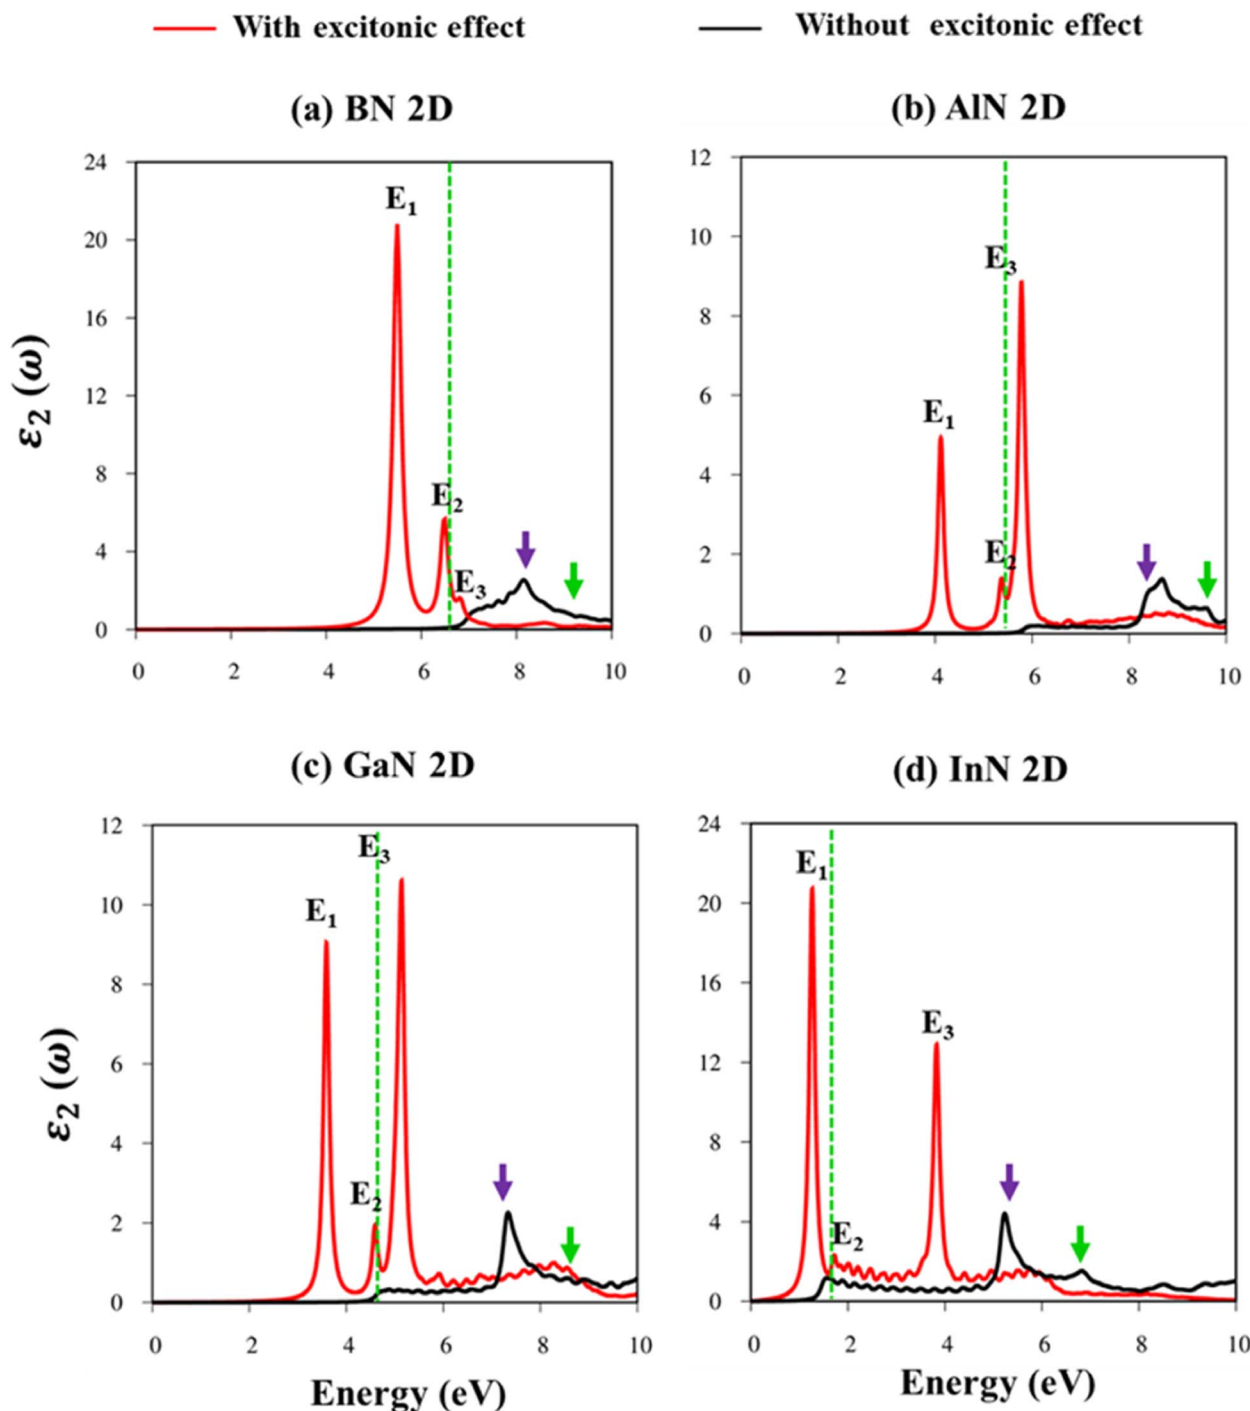 With excitonic effect
Without excitonic effect
(a) BN 2D
24
20
16
12
8
4
0
0 2 4 6 8 10
E₁
E₂
E₃
ε₂ (ω)
(b) AlN 2D
12
10
8
6
4
2
0
0 2 4 6 8 10
E₃
E₁
E₂
(c) GaN 2D
12
10
8
6
4
2
0
0 2 4 6 8 10
E₃
E₁
E₂
ε₂ (ω)
Energy (eV)
(d) InN 2D
24
20
16
12
8
4
0
0 2 4 6 8 10
E₁
E₃
E₂
Energy (eV)